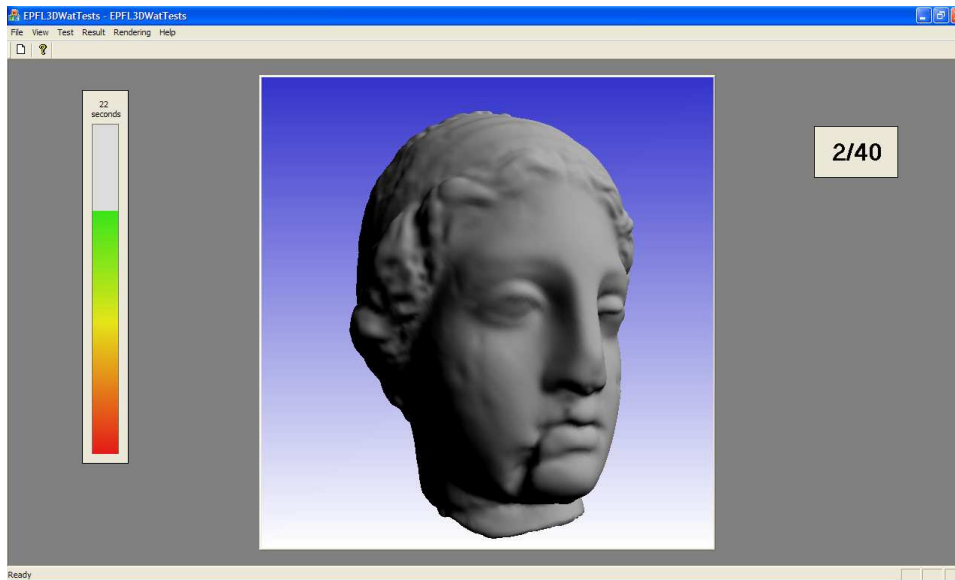 EPFL3DWatTests - EPFL3DWatTests
File View Test Result Rendering Help
22
seconds
2/40
Ready